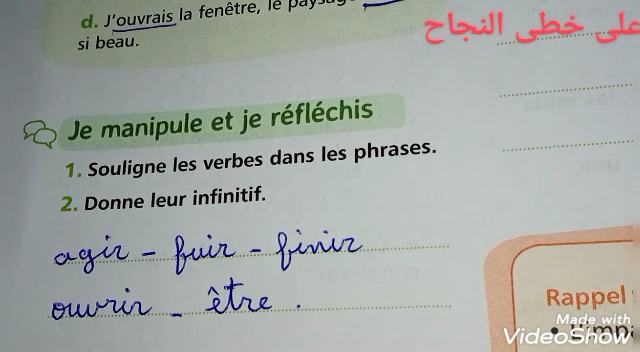 d. J'ouvrais la fenêtre, le
si beau.
على خطى النجاح
Je manipule et je réfléchis
1. Souligne les verbes dans les phrases.
2. Donne leur infinitif.
agir - fuir - finir
ouvrir - être .
Rappel
Made with
VideoShow